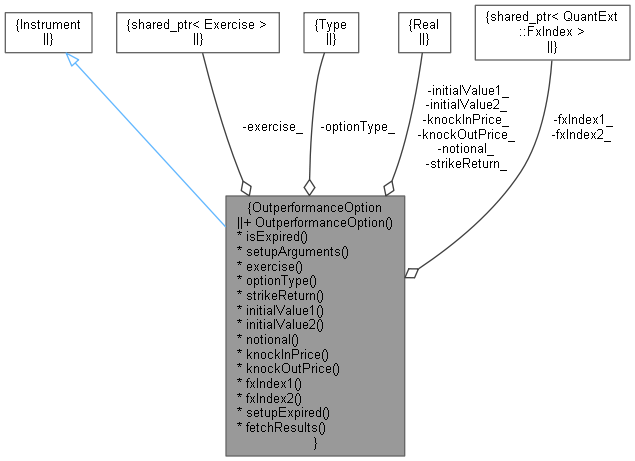 {Instrument
||}
{shared_ptr< Exercise >
||}
{Type
||}
{Real
||}
{shared_ptr< QuantExt
::FxIndex >
||}
-exercise_
-optionType_
-initialValue1_
-initialValue2_
-knockInPrice_
-knockOutPrice_
-notional_
-strikeReturn_
-fxIndex1_
-fxIndex2_
{OutperformanceOption
||+ OutperformanceOption()
* isExpired()
* setupArguments()
* exercise()
* optionType()
* strikeReturn()
* initialValue1()
* initialValue2()
* notional()
* knockInPrice()
* knockOutPrice()
* fxIndex1()
* fxIndex2()
* setupExpired()
* fetchResults()
}